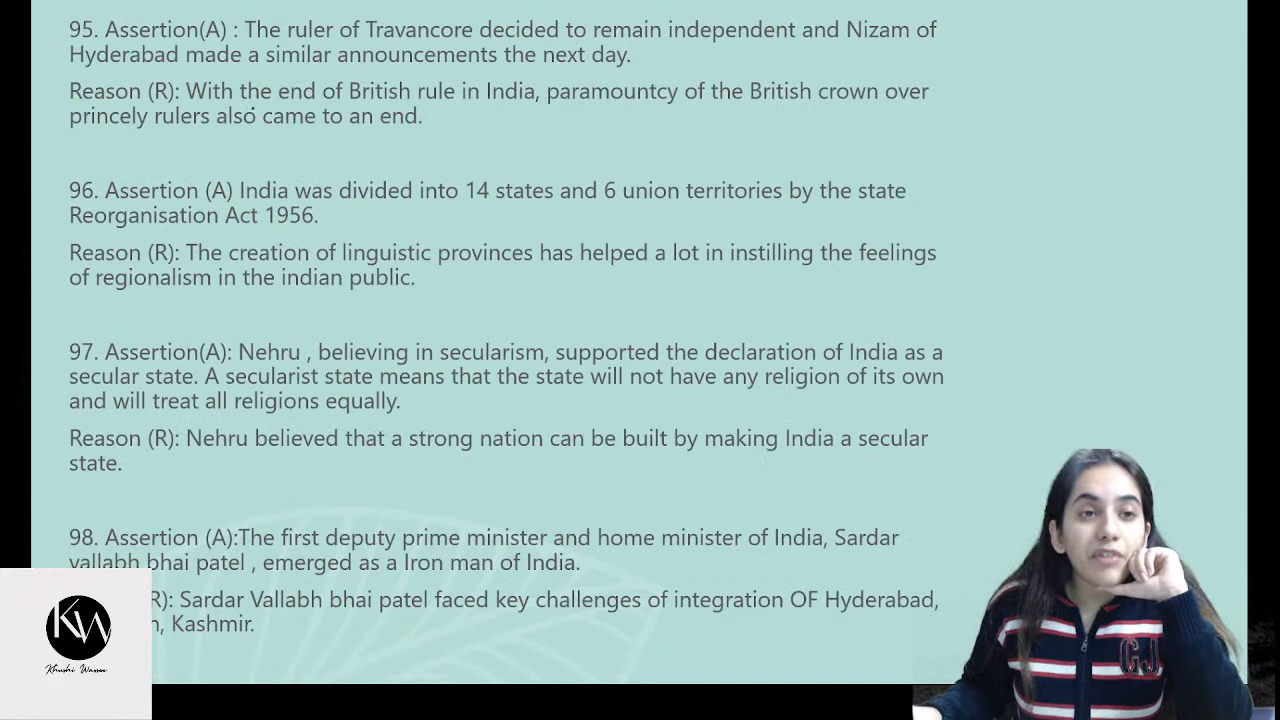 95. Assertion(A) : The ruler of Travancore decided to remain independent and Nizam of
Hyderabad made a similar announcements the next day.
Reason (R): With the end of British rule in India, paramountcy of the British crown over
princely rulers also came to an end.
96. Assertion (A) India was divided into 14 states and 6 union territories by the state
Reorganisation Act 1956.
Reason (R): The creation of linguistic provinces has helped a lot in instilling the feelings
of regionalism in the indian public.
97. Assertion(A): Nehru , believing in secularism, supported the declaration of India as a
secular state. A secularist state means that the state will not have any religion of its own
and will treat all religions equally.
Reason (R): Nehru believed that a strong nation can be built by making India a secular
state.
98. Assertion (A):The first deputy prime minister and home minister of India, Sardar
vallabh bhai patel , emerged as a Iron man of India.
R): Sardar Vallabh bhai patel faced key challenges of integration OF Hyderabad,
, Kashmir.
KW
Khushi Wassan
GJ